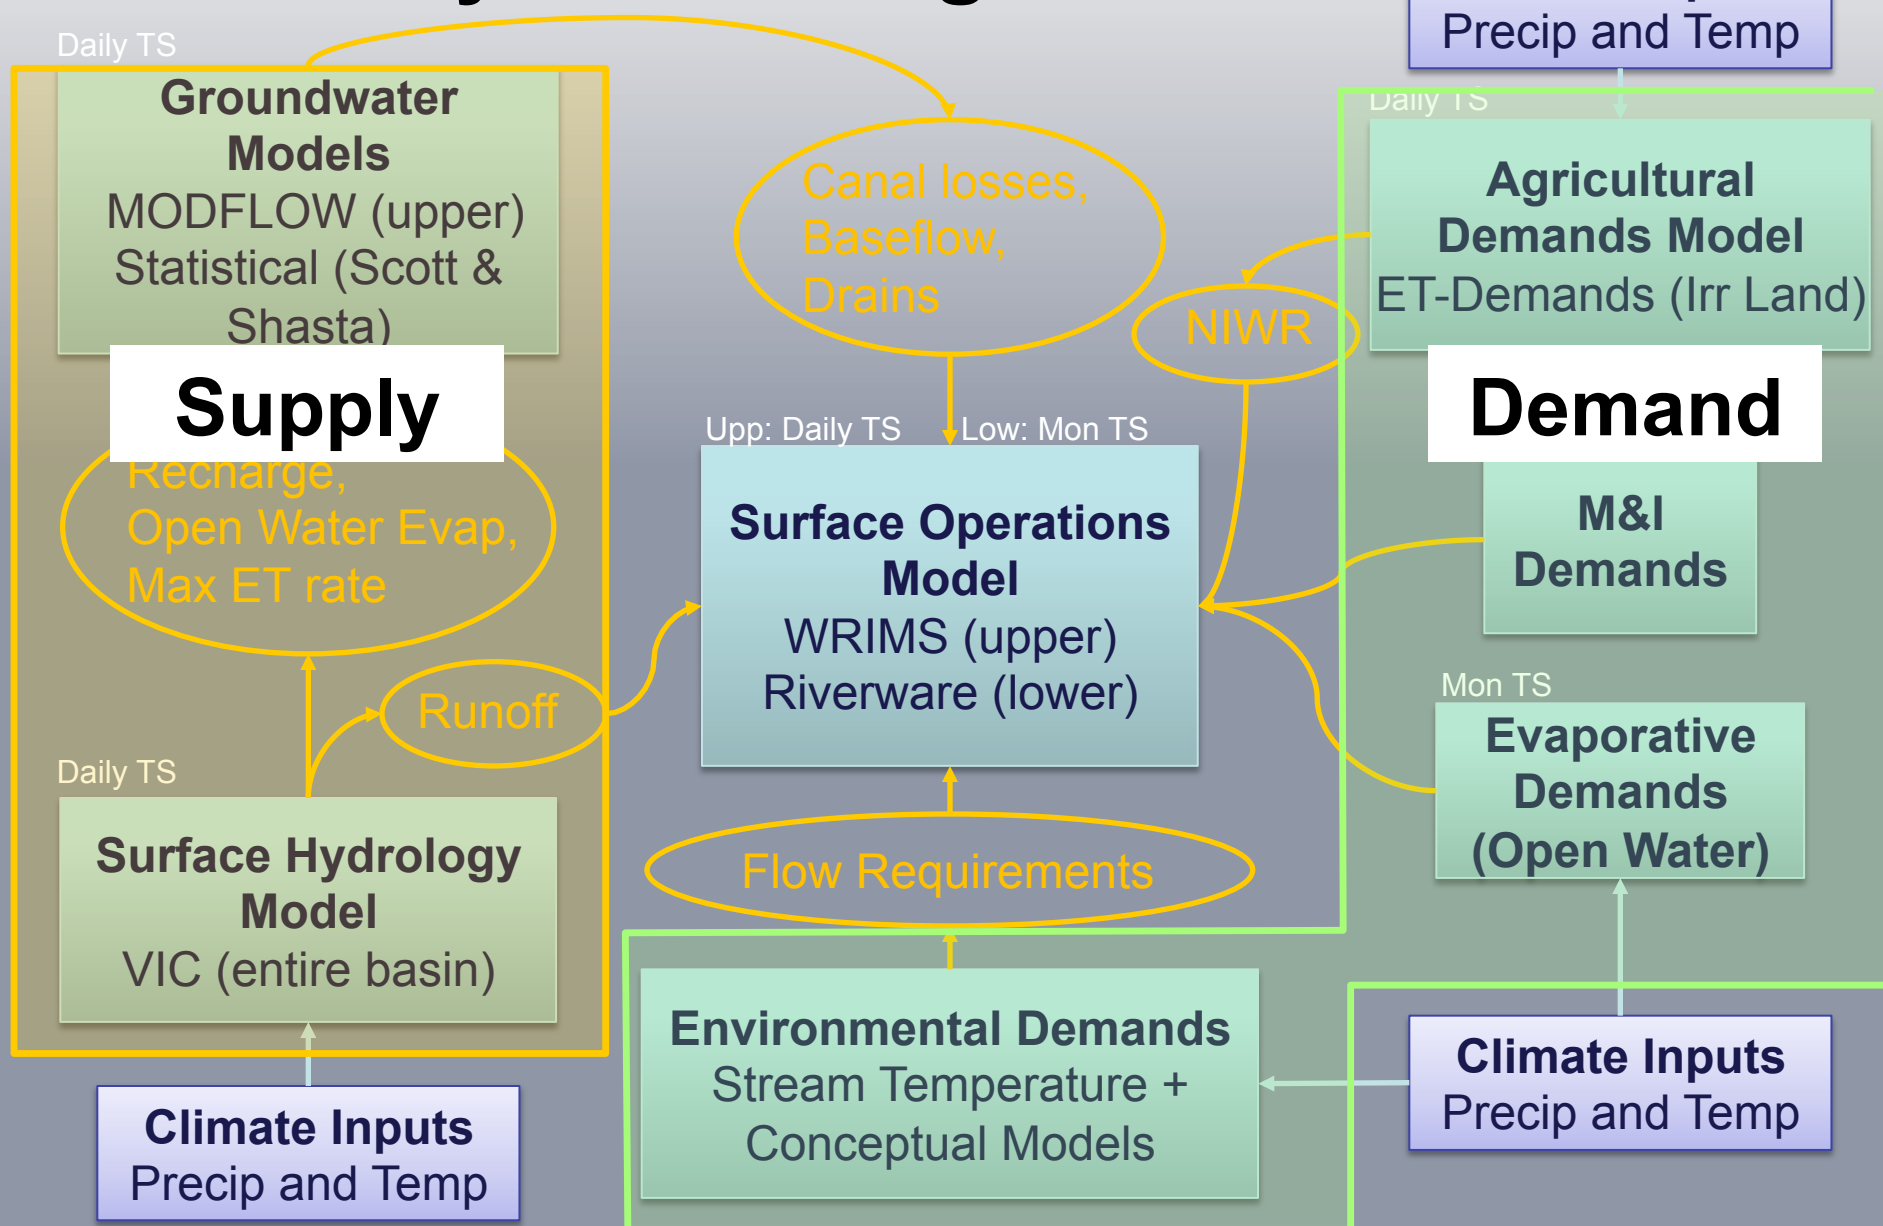 Precip and Temp
Daily TS
Groundwater
Models
MODFLOW (upper)
Statistical (Scott &
Shasta)
Supply
Recharge,
Open Water Evap,
Max ET rate
Runoff
Daily TS
Surface Hydrology
Model
VIC (entire basin)
Climate Inputs
Precip and Temp
Canal losses,
Baseflow,
Drains
NIWR
Upp: Daily TS
Low: Mon TS
Surface Operations
Model
WRIMS (upper)
Riverware (lower)
Flow Requirements
Environmental Demands
Stream Temperature +
Conceptual Models
Daily TS
Agricultural
Demands Model
ET-Demands (Irr Land)
Demand
M&I
Demands
Mon TS
Evaporative
Demands
(Open Water)
Climate Inputs
Precip and Temp